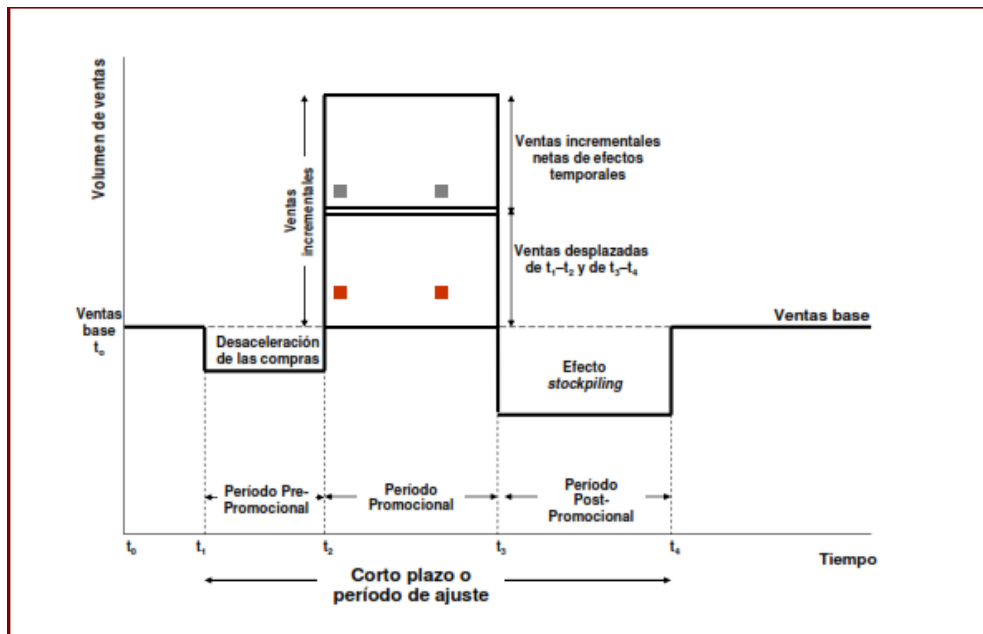 Volumen de ventas
Ventas
incrementales
Ventas incrementales
netas de efectos
temporales
Ventas desplazadas
de t₁–t₂ y de t₃–t₄
Ventas
base
t₀
Ventas base
Desaceleración
de las compras
Efecto
stockpiling
Período Pre-
Promocional
Período
Promocional
Período
Post-
Promocional
t₀
t₁
t₂
t₃
t₄
Tiempo
Corto plazo o
período de ajuste